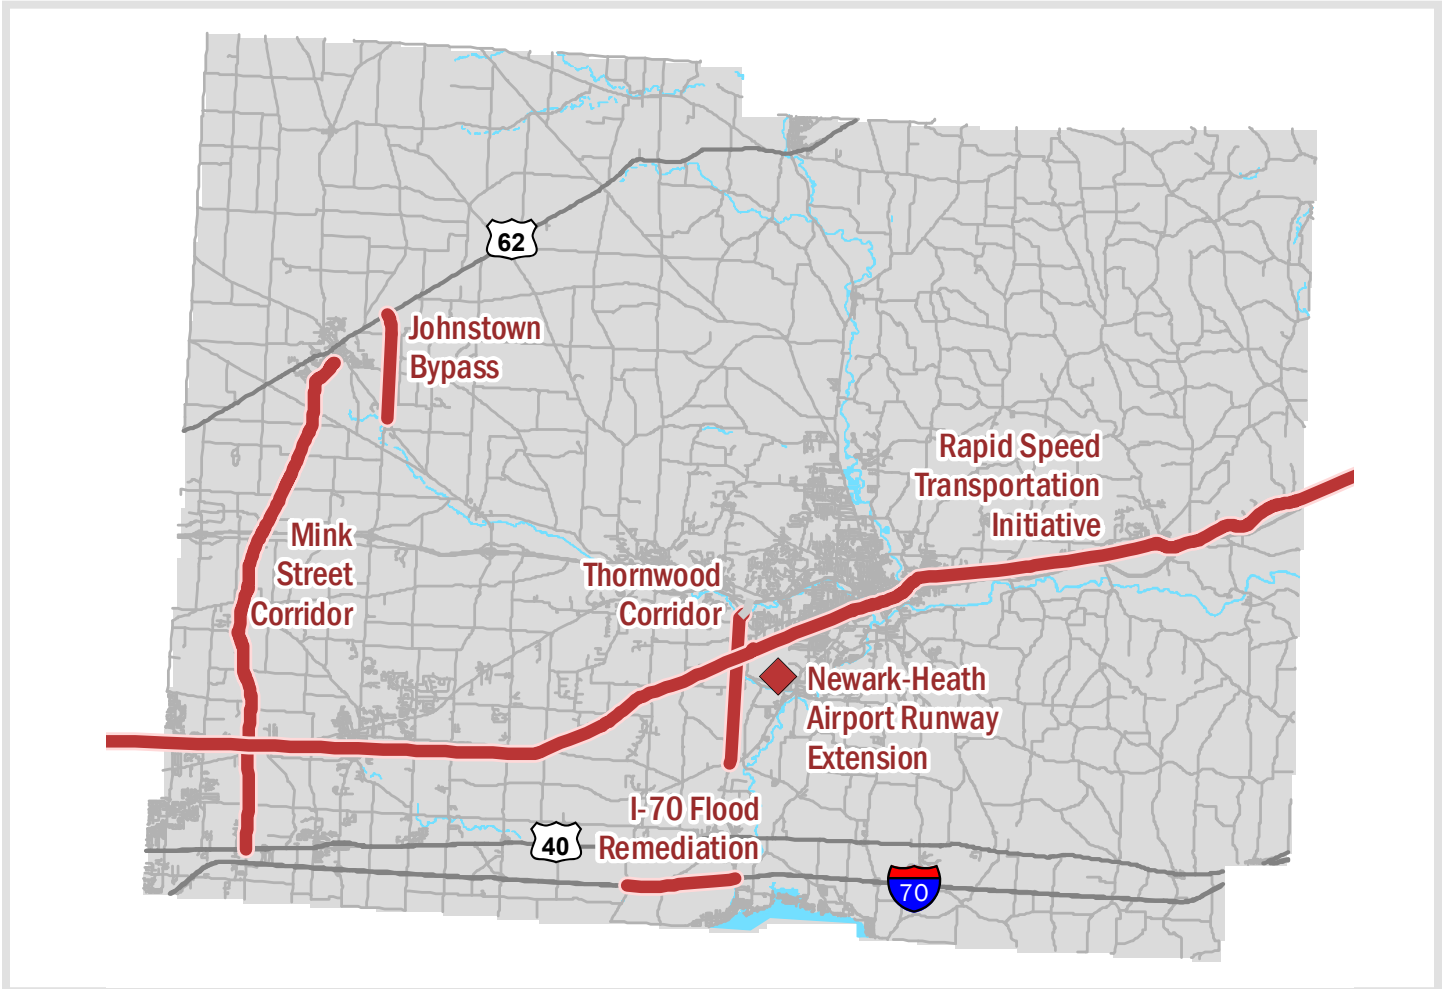 62
Johnstown
Bypass
Rapid Speed
Transportation
Initiative
Mink
Street
Corridor
Thornwood
Corridor
Newark-Heath
Airport Runway
Extension
I-70 Flood
Remediation
40
70